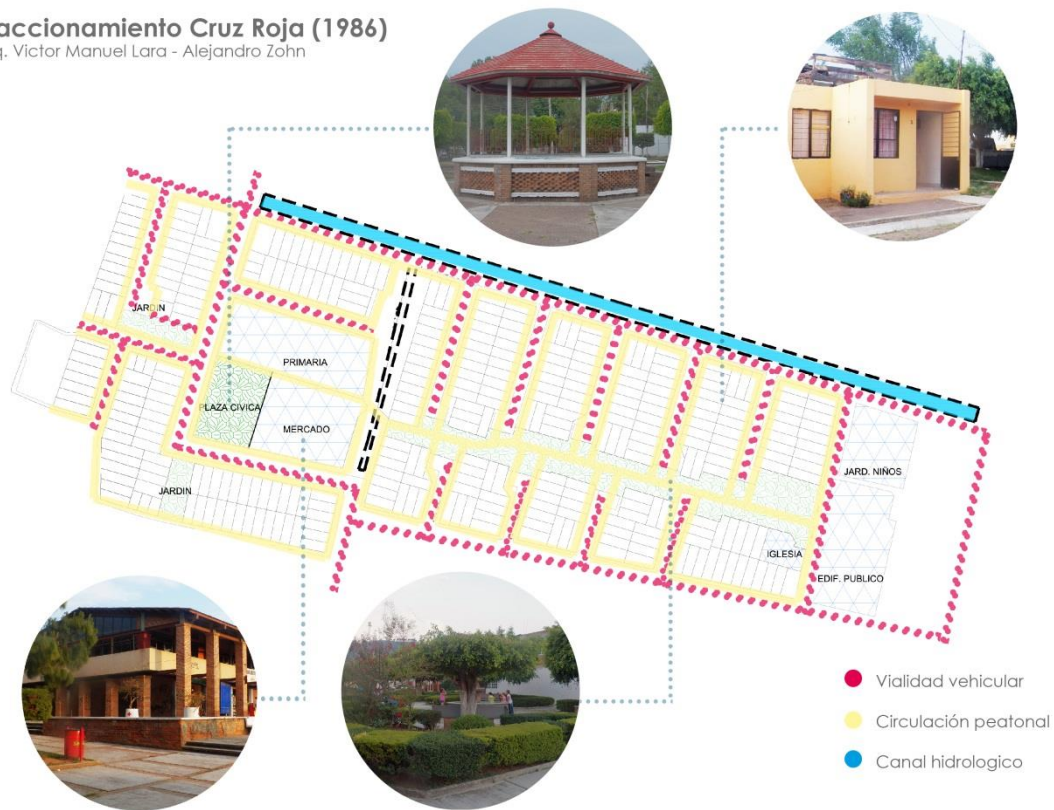 accionamiento Cruz Roja (1986)
q. Victor Manuel Lara - Alejandro Zohn
JARDIN
PRIMARIA
PLAZA CIVICA
MERCADO
JARDIN
JARD. NIÑOS
IGLESIA
EDIF. PUBLICO
Vialidad vehicular
Circulación peatonal
Canal hidrologico